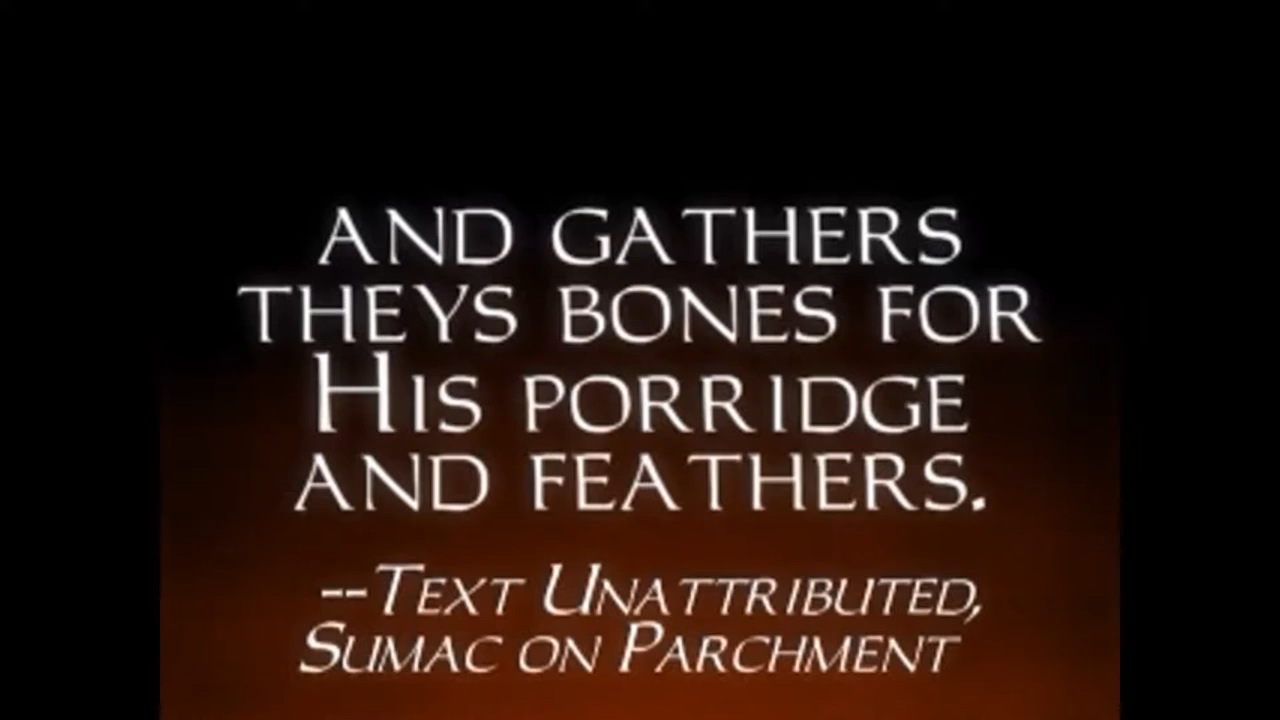 AND GATHERS
THEYS BONES FOR
HIS PORRIDGE
AND FEATHERS.
--TEXT UNATTRIBUTED,
SUMAC ON PARCHMENT